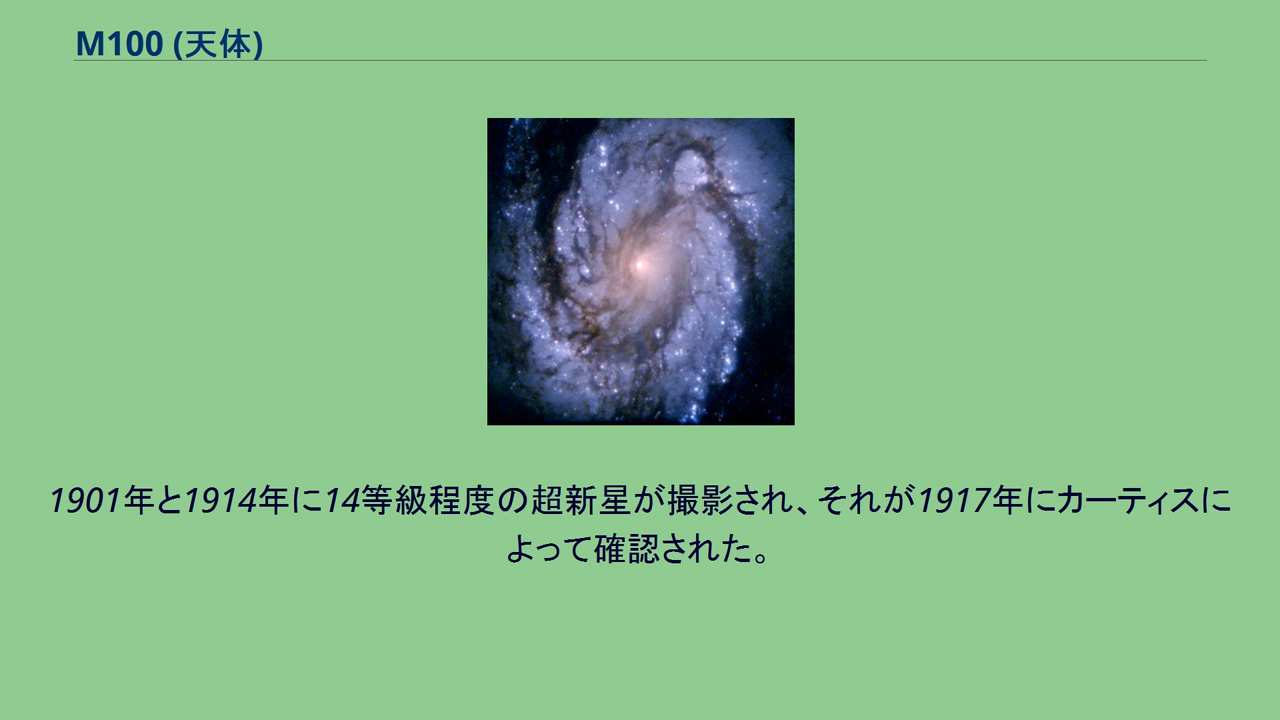 M100 (天体)
1901年と1914年に14等級程度の超新星が撮影され、それが1917年にカーティスに
よって確認された。